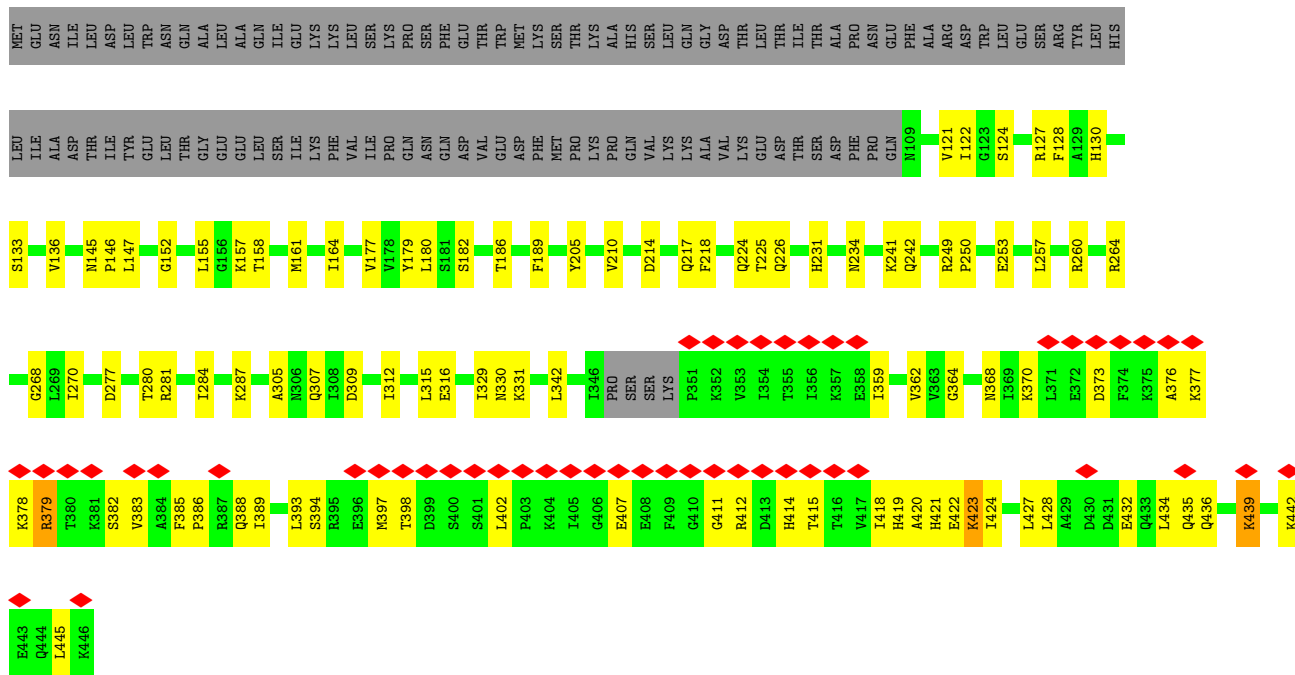 MET GLU ASN ILE LEU ASP LEU TRP ASN GLN ALA LEU ALA GLN ILE GLU LYS LYS LEU SER LYS PRO SER PHE GLU THR TRP MET LYS SER THR LYS ALA HIS SER LEU GLN GLY ASP THR LEU THR ILE THR ALA PRO ASN GLU PHE ALA ARG ASP TRP LEU GLU SER ARG TYR LEU HIS
LEU ILE ALA ASP THR ILE TYR GLU LEU THR GLY GLU GLU LEU SER ILE LYS PHE VAL ILE PRO GLN ASN GLN ASP VAL GLU ASP PHE MET PRO LYS PRO GLN VAL LYS LYS ALA VAL LYS GLU ASP THR SER ASP PHE PRO GLN N109 V121 I122 G123 S124 R127 F128 A129 H130
S133 V136 N145 P146 L147 G152 L155 G156 K157 T158 M161 I164 V177 V178 Y179 L180 S181 S182 T186 F189 Y205 V210 D214 Q217 F218 Q224 T225 Q226 H231 N234 K241 Q242 R249 P250 E253 L257 R260 R264
G268 L269 I270 D277 T280 R281 I284 K287 A305 N306 Q307 I308 D309 I312 L315 E316 I329 N330 K331 L342 I346 PRO SER SER LYS P351 K352 V353 I354 T355 I356 K357 E358 I359 V362 V363 G364 N368 I369 K370 L371 E372 D373 F374 K375 A376 K377
K378 R379 T380 K381 S382 V383 A384 F385 P386 R387 Q388 I389 L393 S394 R395 E396 M397 T398 D399 S400 S401 L402 P403 K404 I405 G406 E407 E408 F409 G410 G411 R412 D413 H414 T415 T416 V417 I418 H419 A420 H421 E422 K423 I424 L427 L428 A429 D430 D431 E432 Q433 L434 Q435 Q436 K439 K442
E443 Q444 L445 K446